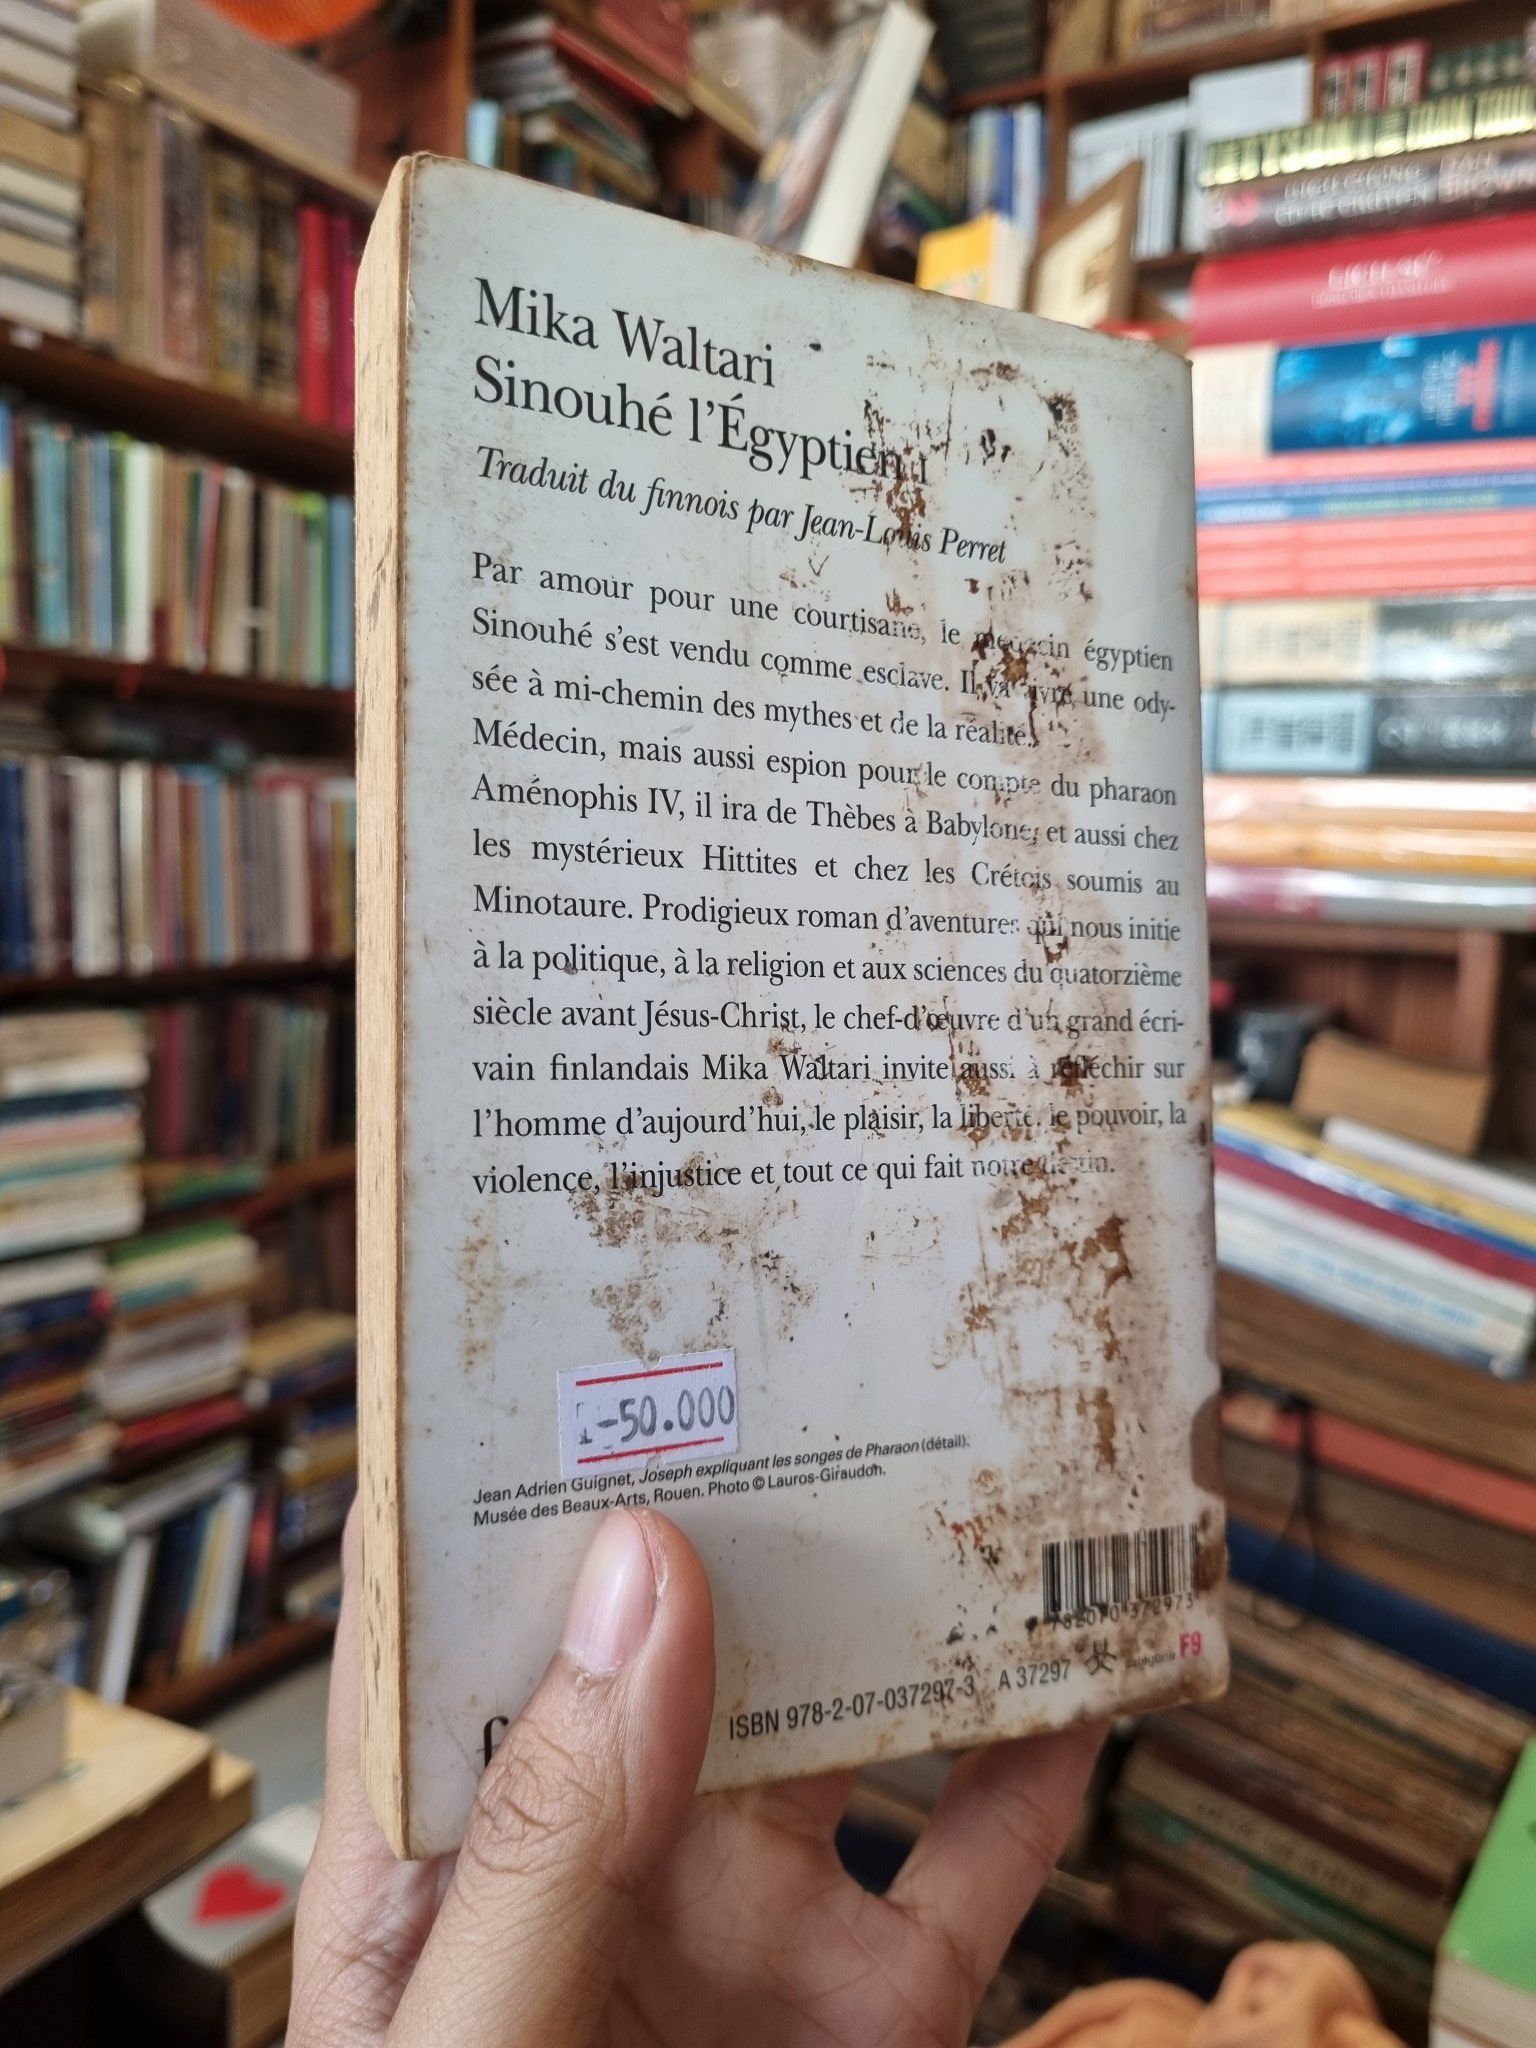 Mika Waltari
Sinouhé l'Égyptien I
Traduit du finnois par Jean-Louis Perret
Par amour pour une courtisane, le médecin égyptien
Sinouhé s'est vendu comme esclave. Il va vivre une ody-
sée à mi-chemin des mythes et de la réalité.
Médecin, mais aussi espion pour le compte du pharaon
Aménophis IV, il ira de Thèbes à Babylone, et aussi chez
les mystérieux Hittites et chez les Crétois soumis au
Minotaure. Prodigieux roman d'aventures qui nous initie
à la politique, à la religion et aux sciences du quatorzième
siècle avant Jésus-Christ, le chef-d'œuvre d'un grand écri-
vain finlandais Mika Waltari invite aussi à réfléchir sur
l'homme d'aujourd'hui, le plaisir, la liberté, le pouvoir, la
violence, l'injustice et tout ce qui fait notre destin.
-50.000
Jean Adrien Guignet, Joseph expliquant les songes de Pharaon (détail).
Musée des Beaux-Arts, Rouen. Photo © Lauros-Giraudon.
782070 372973
ISBN 978-2-07-037297-3 A 37297 catégorie F9